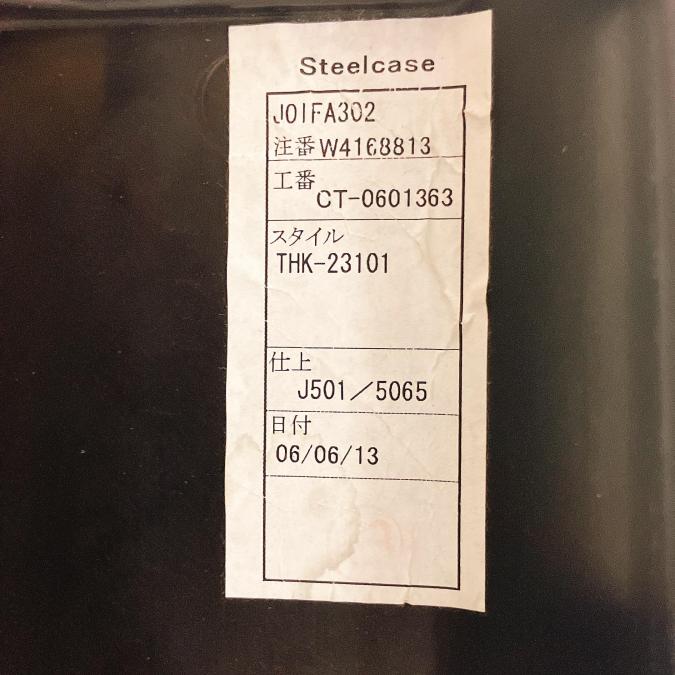 Steelcase
JOIFA302
注番W4168813
工番
CT-0601363
スタイル
THK-23101
仕上
J501／5065
日付
06/06/13